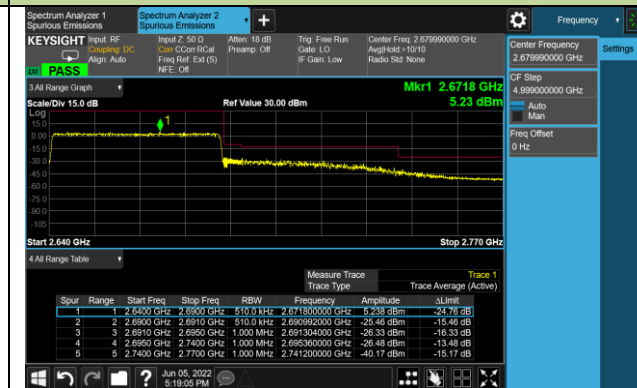 Spectrum Analyzer 1
Spurious Emissions
Spectrum Analyzer 2
Spurious Emissions
Frequency
KEYSIGHT
Input: RF
Coupling: DC
Align: Auto
Input Z: 50 Ω
Corr CCorr RCal
Freq Ref: Ext (S)
NFE: Off
Atten: 18 dB
Preamp: Off
Trig: Free Run
Gate: LO
IF Gain: Low
Center Freq: 2.679990000 GHz
Avg|Hold:>10/10
Radio Std: None
PASS
Center Frequency
2.679990000 GHz
Settings
CF Step
4.999000000 GHz
Auto
Man
Freq Offset
0 Hz
3 All Range Graph
Mkr1 2.6718 GHz
Scale/Div 15.0 dB
Ref Value 30.00 dBm
5.23 dBm
Log
15.0
0.00
-15.0
-30.0
-45.0
-60.0
-75.0
-90.0
-105
1
Start 2.640 GHz
Stop 2.770 GHz
4 All Range Table
Measure Trace Trace 1
Trace Type Trace Average (Active)
Spur Range Start Freq Stop Freq RBW Frequency Amplitude ΔLimit
1 1 2.6400 GHz 2.6900 GHz 510.0 kHz 2.671800000 GHz 5.238 dBm -24.76 dB
2 2 2.6900 GHz 2.6910 GHz 510.0 kHz 2.690992000 GHz -25.46 dBm -15.46 dB
3 3 2.6910 GHz 2.6950 GHz 1.000 MHz 2.691304000 GHz -26.33 dBm -16.33 dB
4 4 2.6950 GHz 2.7400 GHz 1.000 MHz 2.695360000 GHz -26.48 dBm -13.48 dB
5 5 2.7400 GHz 2.7700 GHz 1.000 MHz 2.741200000 GHz -40.17 dBm -15.17 dB
Jun 05, 2022
5:19:05 PM